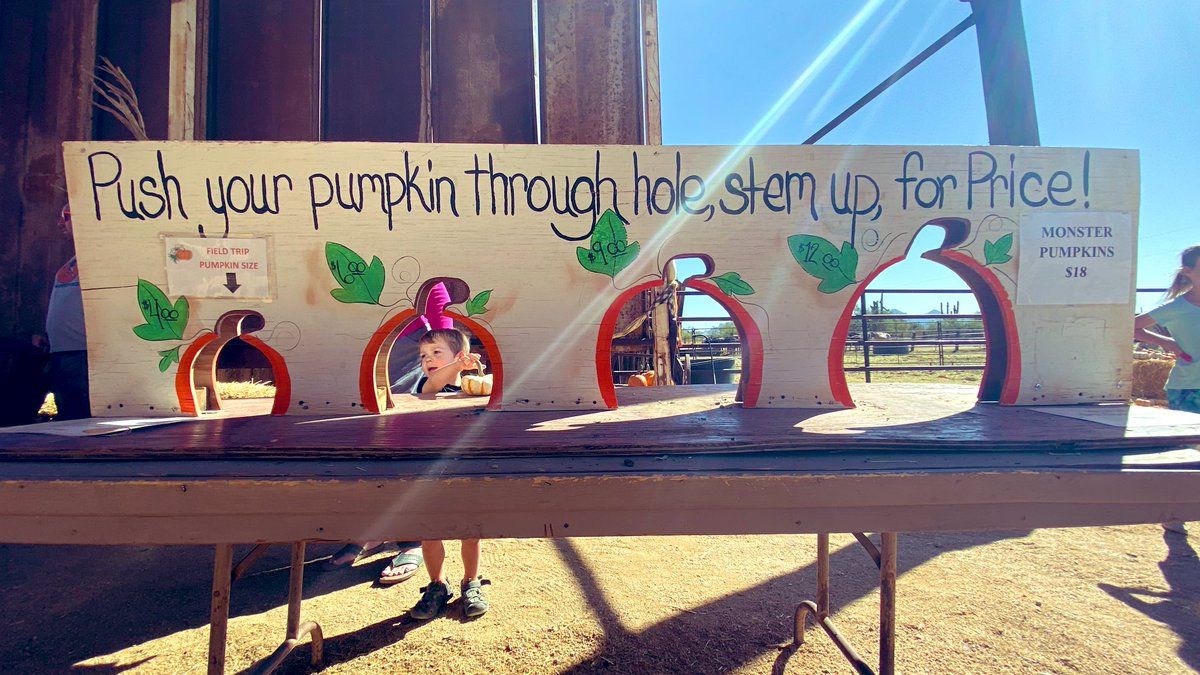 Push your pumpkin through hole, stem up, for Price!
FIELD TRIP
PUMPKIN SIZE
$4.00
$6.00
$9.00
$12.00
MONSTER
PUMPKINS
$18